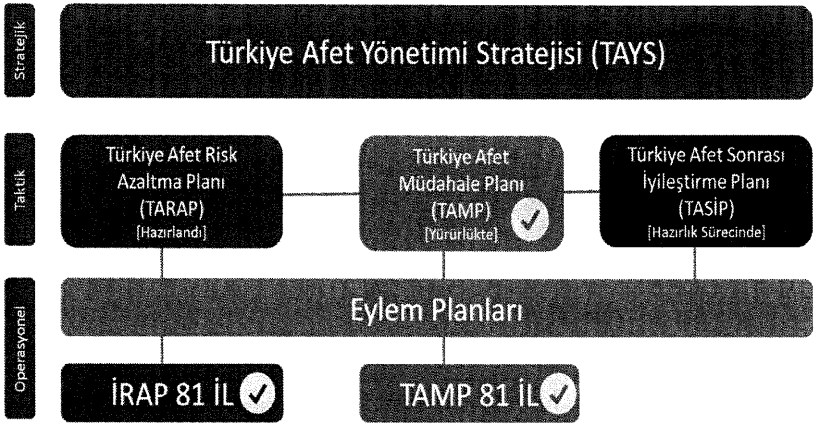 Stratejik
Türkiye Afet Yönetimi Stratejisi (TAYS)
Taktik
Türkiye Afet Risk
Azaltma Planı
(TARAP)
[Hazırlandı]
Türkiye Afet
Müdahale Planı
(TAMP)
[Yürürlükte]
Türkiye Afet Sonrası
İyileştirme Planı
(TASİP)
[Hazırlık Sürecinde]
Operasyonel
Eylem Planları
İRAP 81 İL
TAMP 81 İL